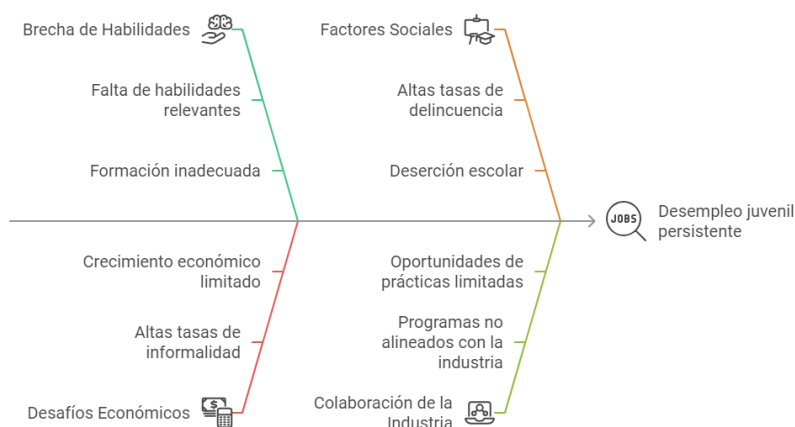 Brecha de Habilidades
Falta de habilidades
relevantes
Formación inadecuada
Factores Sociales
Altas tasas de
delincuencia
Deserción escolar
JOBS
Desempleo juvenil
persistente
Crecimiento económico
limitado
Altas tasas de
informalidad
Desafíos Económicos
Oportunidades de
prácticas limitadas
Programas no
alineados con la
industria
Colaboración de la
Industria